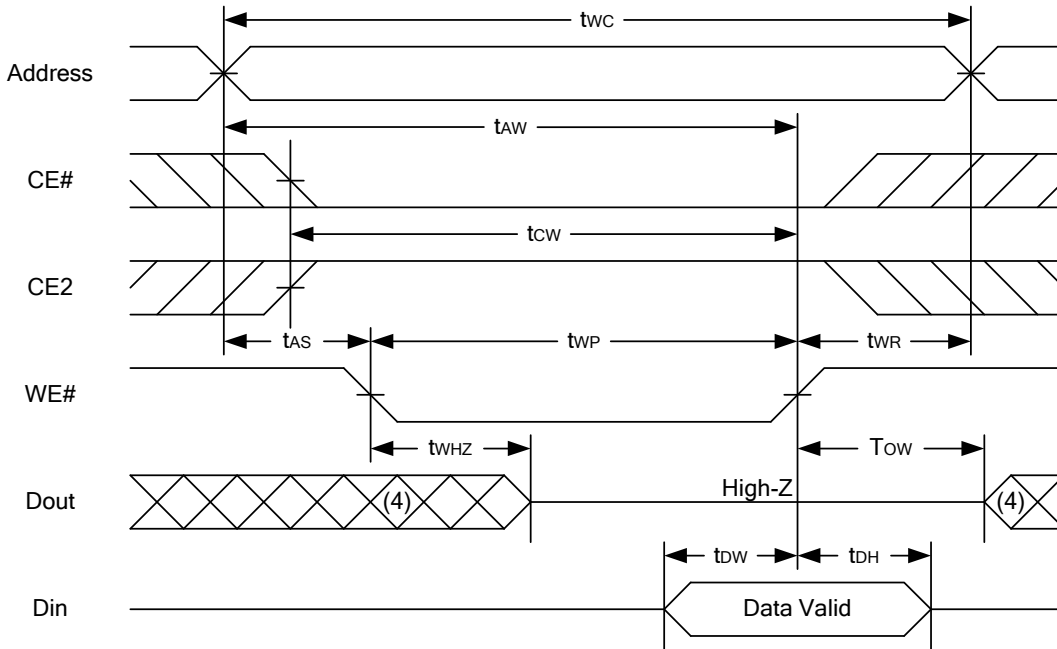 tWC
Address
tAW
CE#
tCW
CE2
tAS tWP tWR
WE#
tWHZ TOW
Dout (4) High-Z (4)
tDW tDH
Din Data Valid